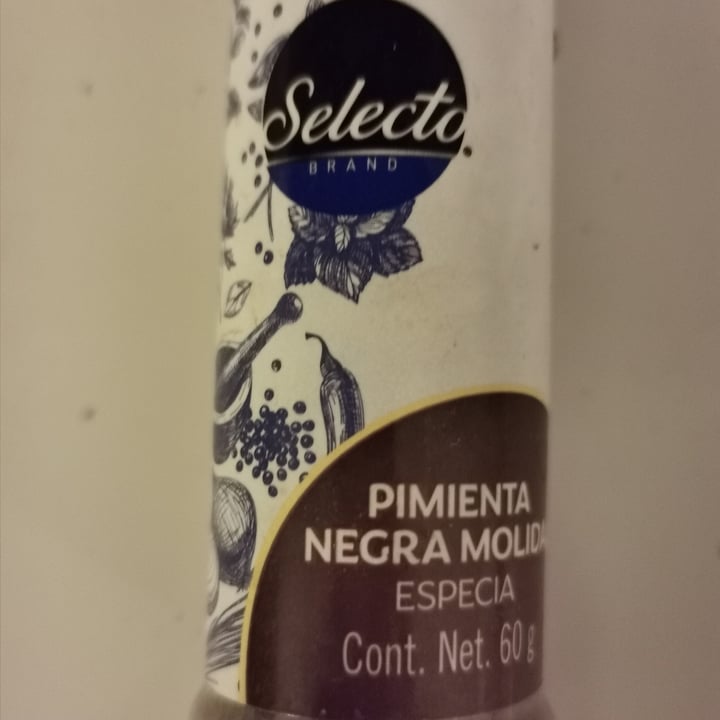 Selecto
BRAND
PIMIENTA
NEGRA MOLIDA
ESPECIA
Cont. Net. 60 g